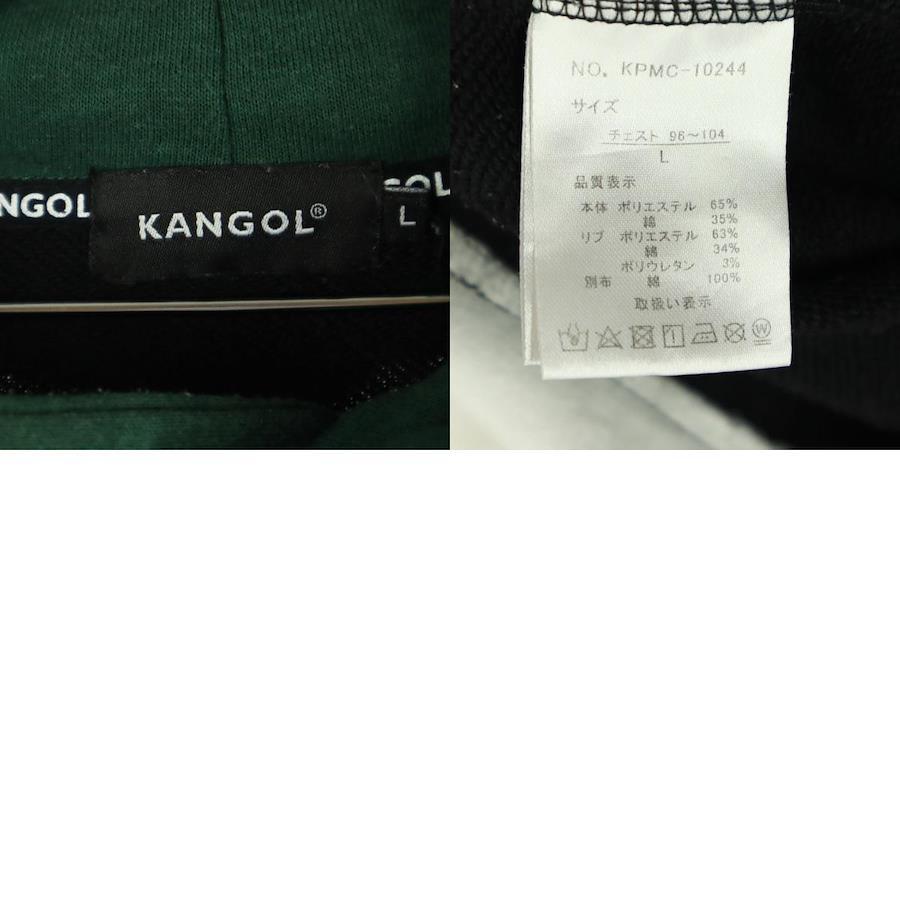 NGOL
KANGOL®
GOL
L
NO. KPMC-10244
サイズ
チェスト 96~104
L
品質表示
本体 ポリエステル 65%
綿 35%
リブ ポリエステル 63%
綿 34%
ポリウレタン 3%
別布 綿 100%
取扱い表示
W